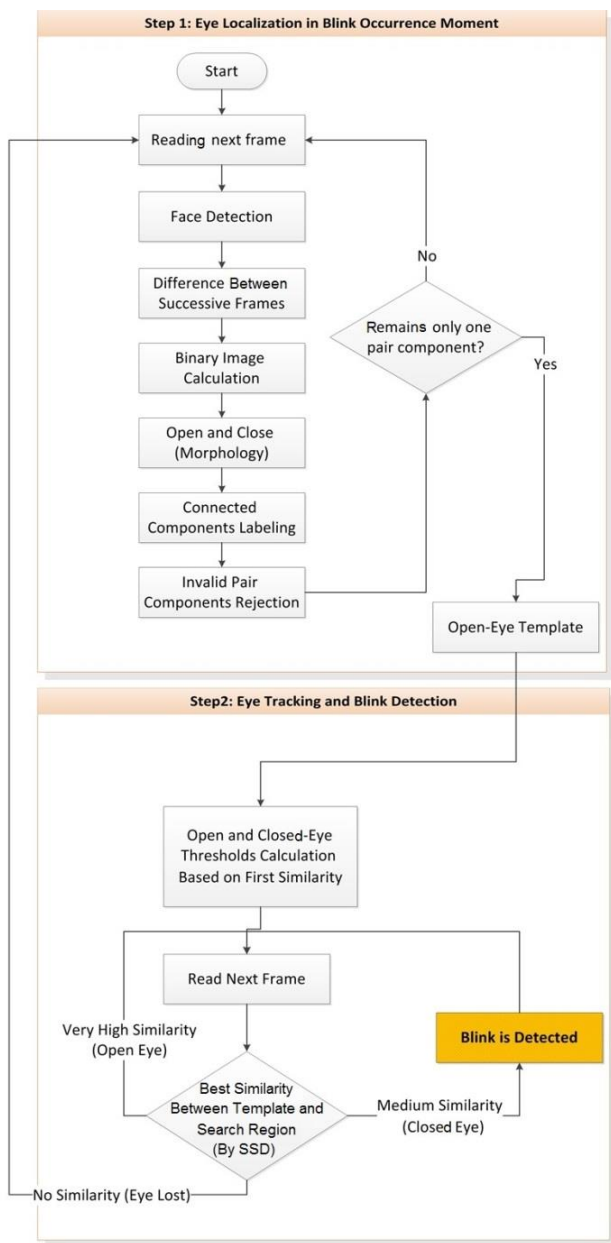 Step 1: Eye Localization in Blink Occurrence Moment
Start
Reading next frame
Face Detection
Difference Between
Successive Frames
Binary Image
Calculation
Open and Close
(Morphology)
Connected
Components Labeling
Invalid Pair
Components Rejection
No
Remains only one
pair component?
Yes
Open-Eye Template
Step2: Eye Tracking and Blink Detection
Open and Closed-Eye
Thresholds Calculation
Based on First Similarity
Read Next Frame
Very High Similarity
(Open Eye)
Best Similarity
Between Template and
Search Region
(By SSD)
Medium Similarity
(Closed Eye)
Blink is Detected
No Similarity (Eye Lost)